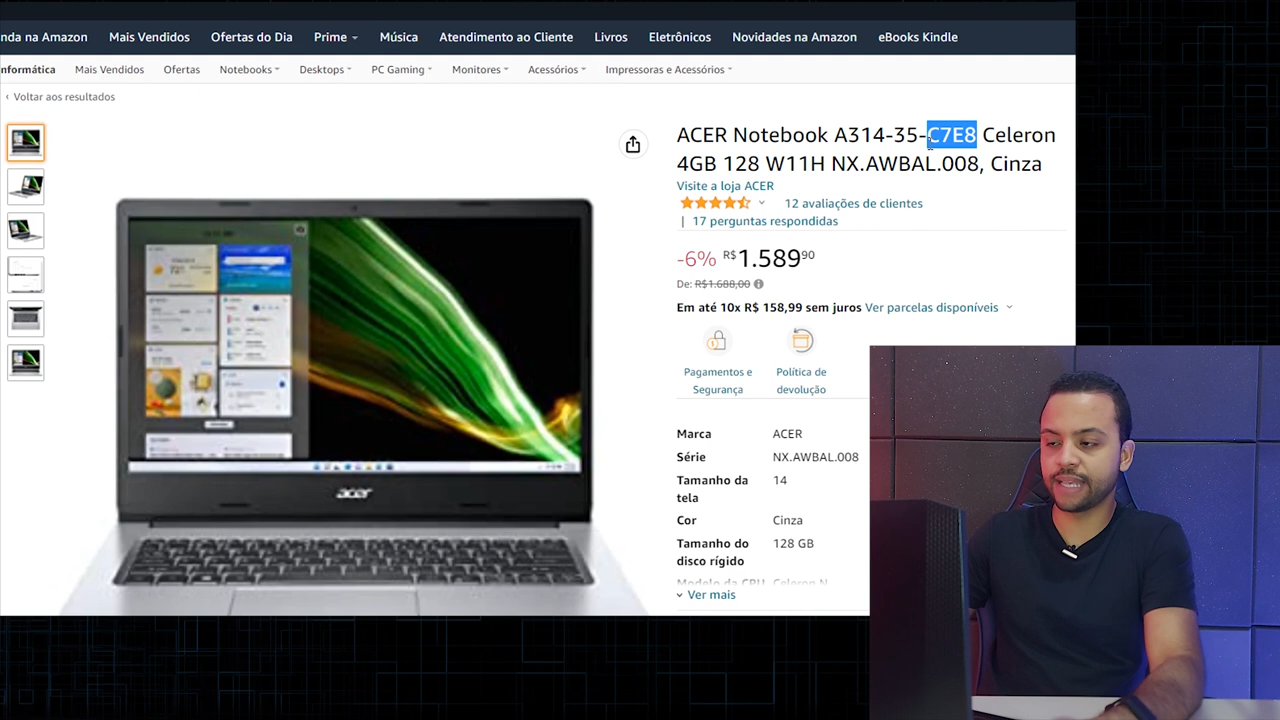 nda na Amazon Mais Vendidos Ofertas do Dia Prime Música Atendimento ao Cliente Livros Eletrônicos Novidades na Amazon eBooks Kindle
nformática Mais Vendidos Ofertas Notebooks Desktops PC Gaming Monitores Acessórios Impressoras e Acessórios
‹ Voltar aos resultados
ACER Notebook A314-35-C7E8 Celeron
4GB 128 W11H NX.AWBAL.008, Cinza
Visite a loja ACER
12 avaliações de clientes
| 17 perguntas respondidas
-6% R$1.58990
De: R$1.688,00
Em até 10x R$ 158,99 sem juros Ver parcelas disponíveis
Pagamentos e
Segurança
Política de
devolução
Marca ACER
Série NX.AWBAL.008
Tamanho da
tela
14
Cor Cinza
Tamanho do
disco rígido
128 GB
Modelo da CPU Celeron N
Ver mais
acer